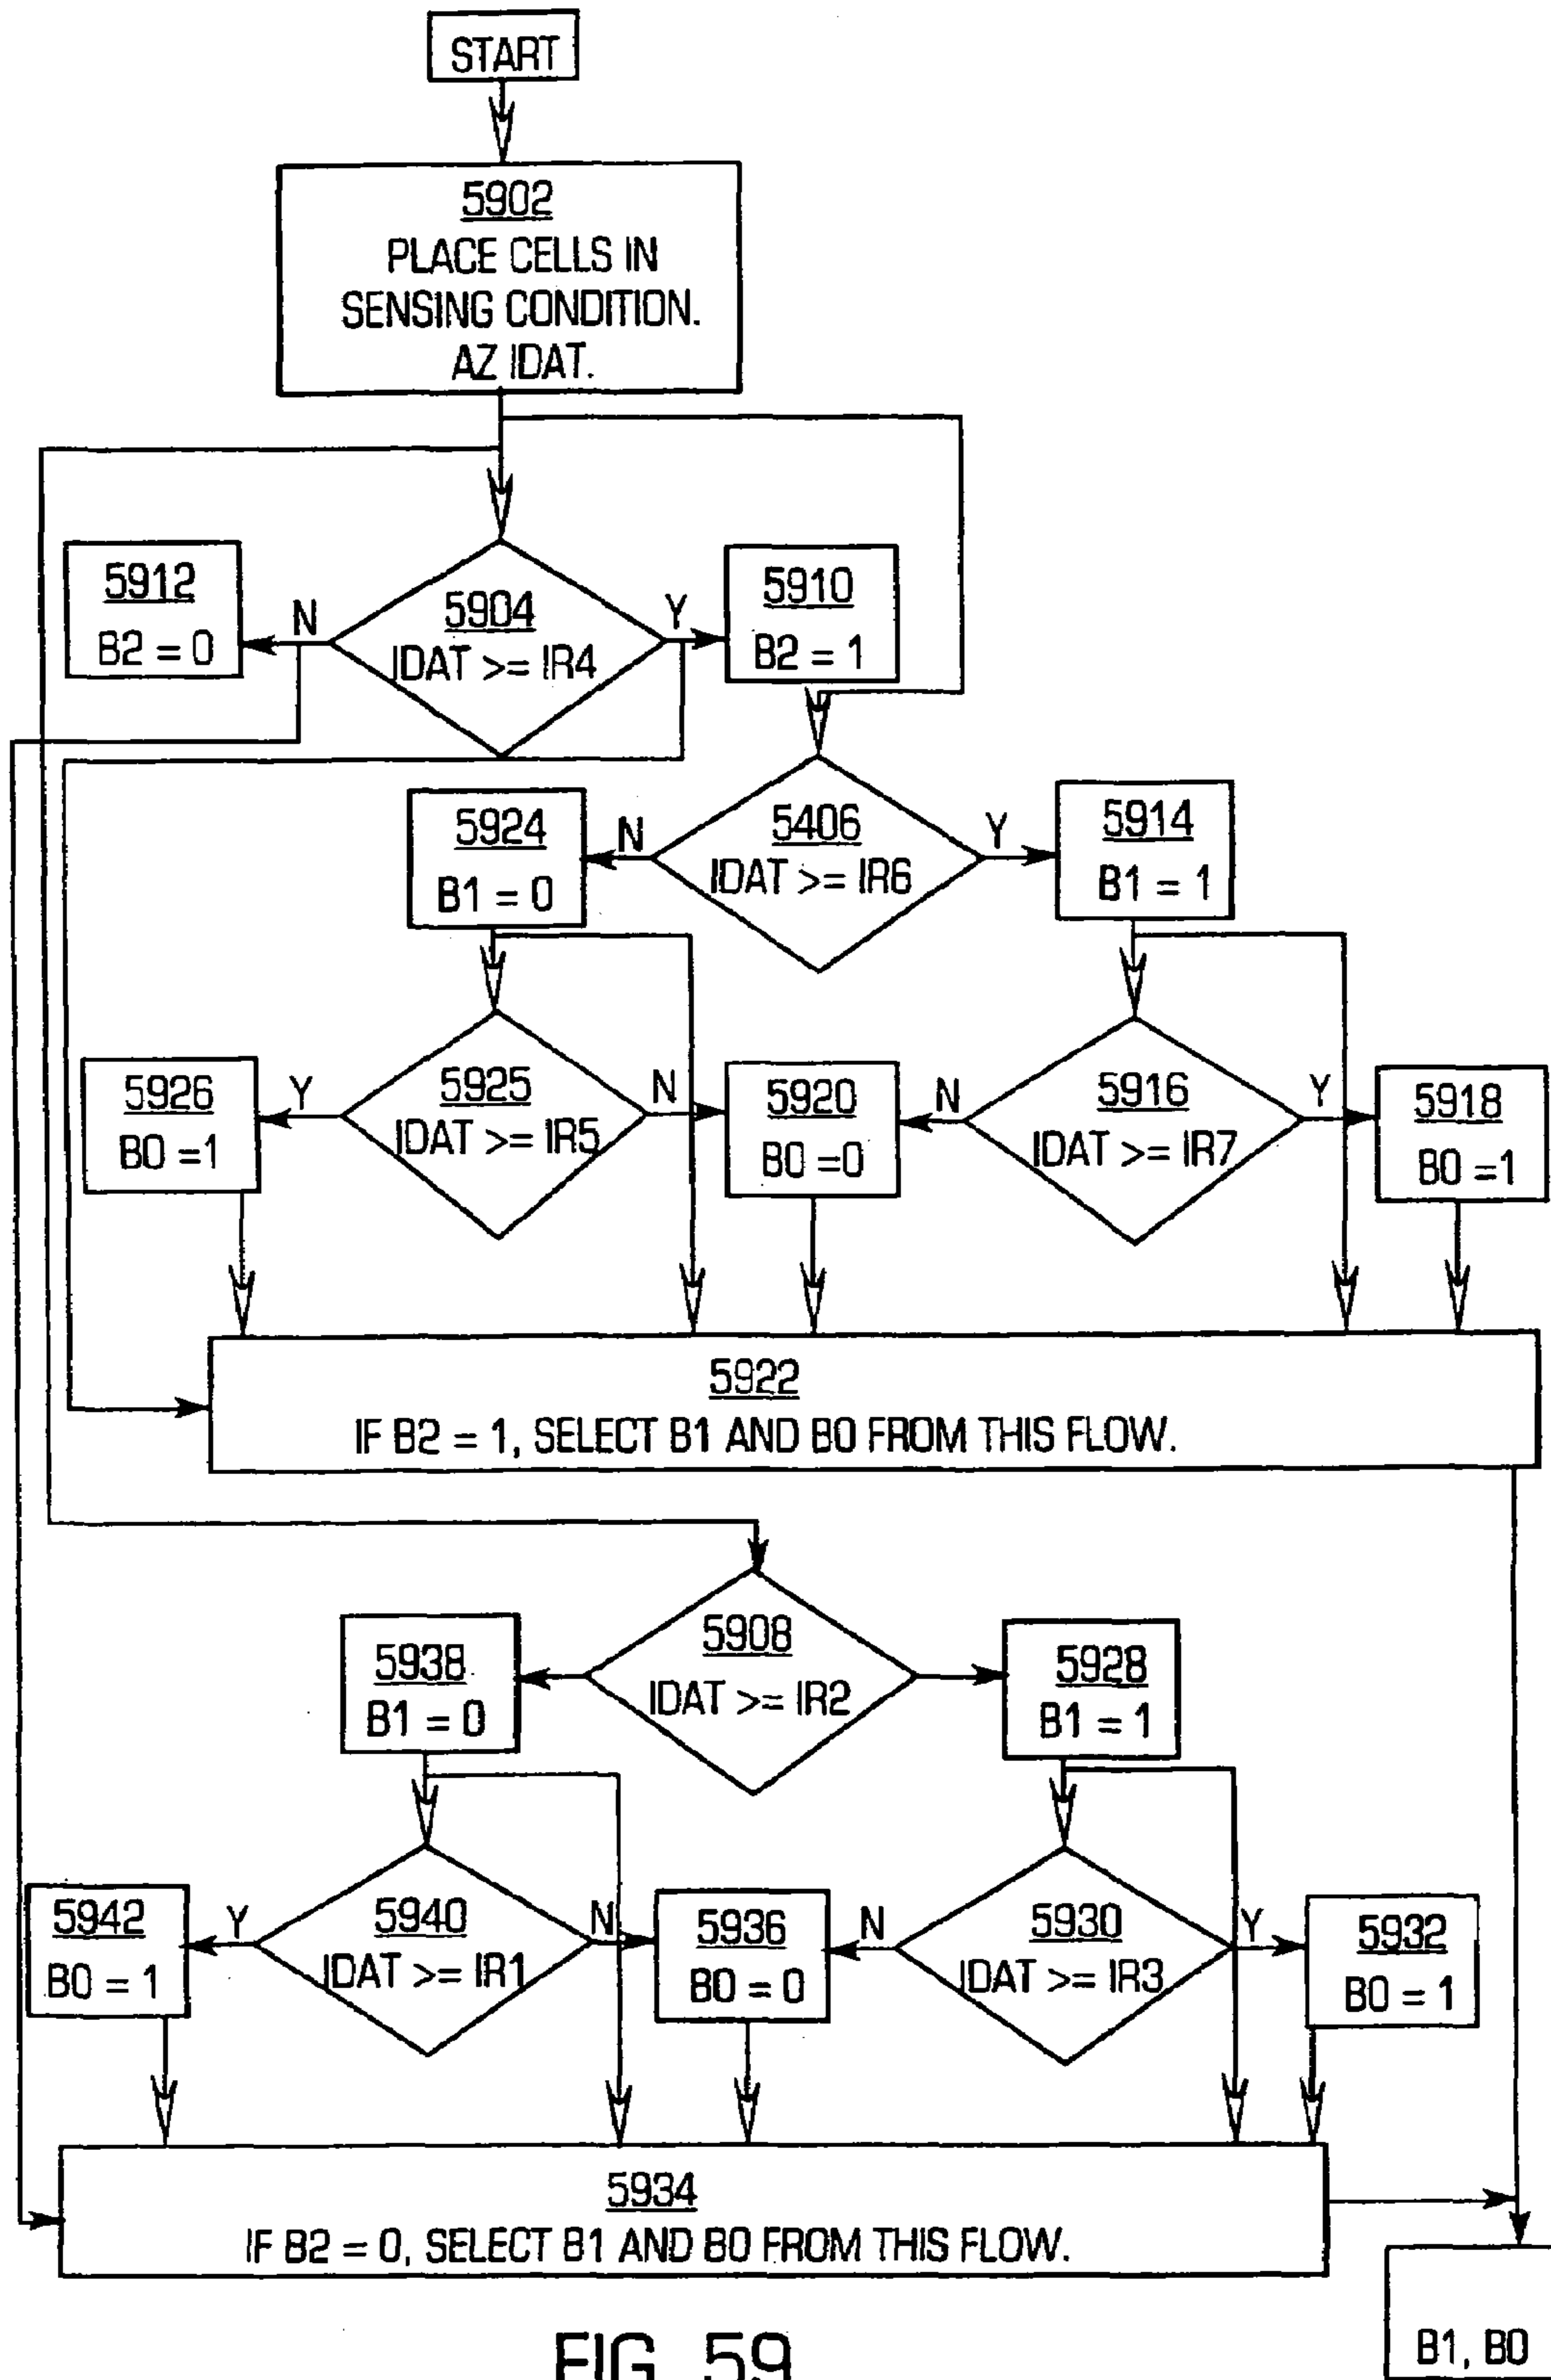 START
5902
PLACE CELLS IN
SENSING CONDITION.
AZ IDAT.
5912
B2 = 0
N
5904
IDAT >= IR4
Y
5910
B2 = 1
5924
B1 = 0
N
5406
IDAT >= IR6
Y
5914
B1 = 1
5926
B0 =1
Y
5925
IDAT >= IR5
N
5920
B0 =0
N
5916
IDAT >= IR7
Y
5918
B0 =1
5922
IF B2 = 1, SELECT B1 AND B0 FROM THIS FLOW.
5938
B1 = 0
5908
IDAT >= IR2
5928
B1 = 1
5942
B0 = 1
Y
5940
IDAT >= IR1
N
5936
B0 = 0
N
5930
IDAT >= IR3
Y
5932
B0 = 1
5934
IF B2 = 0, SELECT B1 AND B0 FROM THIS FLOW.
B1, B0
FIG. 59